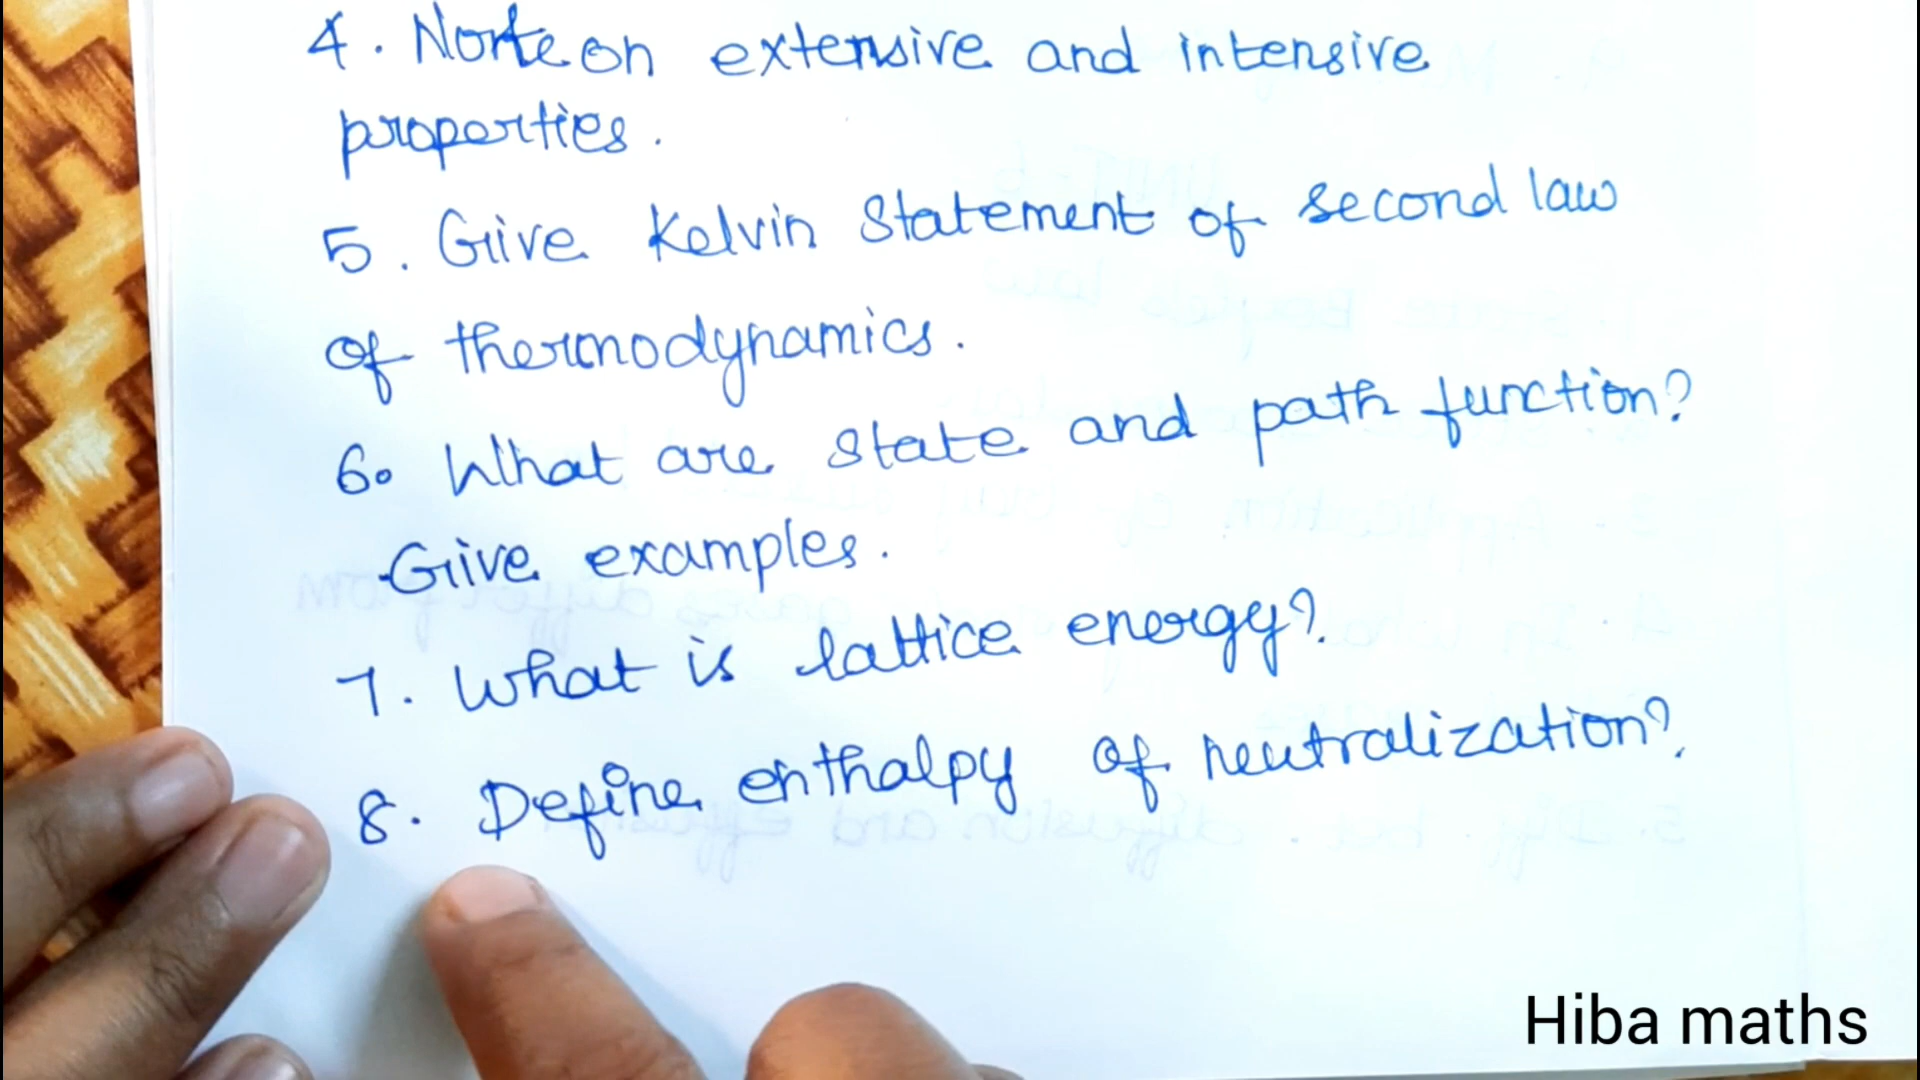 4. Note on extensive and intensive
properties.
5. Give Kelvin Statement of second law
of thermodynamics.
6. What are state and path function?
Give examples.
7. What is lattice energy?
8. Define enthalpy of neutralization?
Hiba maths